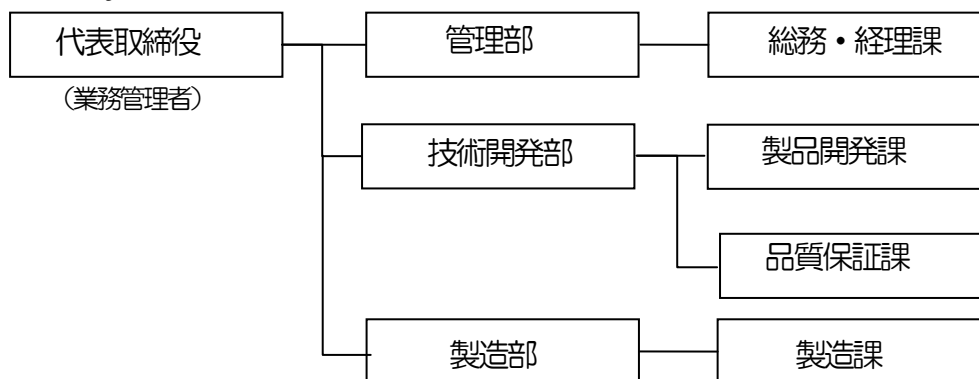 代表取締役
管理部
総務・経理課
(業務管理者)
技術開発部
製品開発課
品質保証課
製造部
製造課